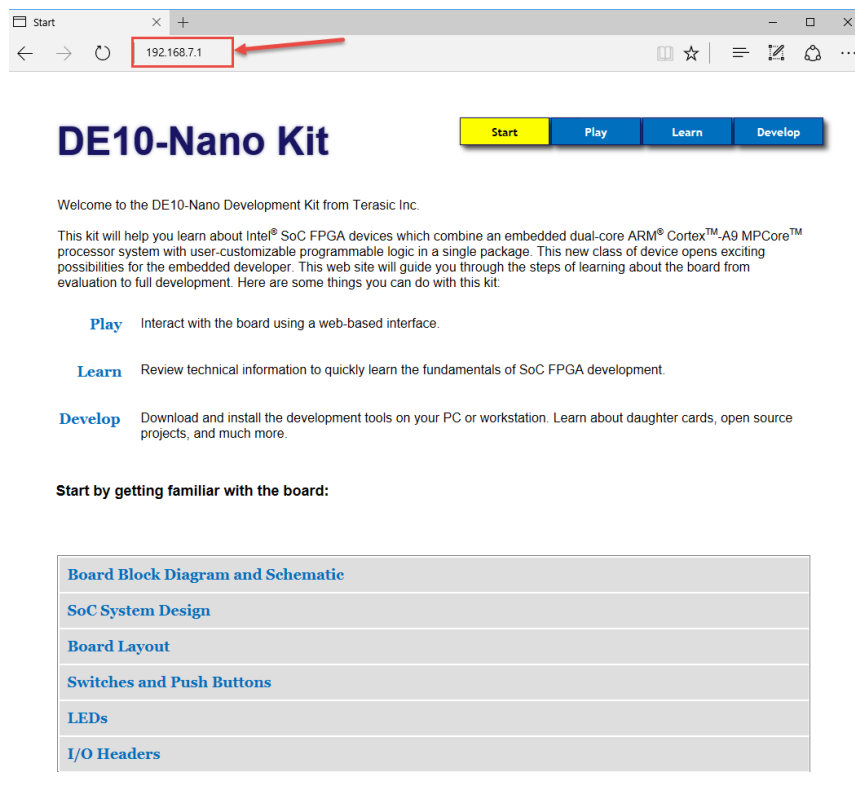 Start
192.168.7.1
DE10-Nano Kit
Start Play Learn Develop
Welcome to the DE10-Nano Development Kit from Terasic Inc.
This kit will help you learn about Intel® SoC FPGA devices which combine an embedded dual-core ARM® Cortex™-A9 MPCore™
processor system with user-customizable programmable logic in a single package. This new class of device opens exciting
possibilities for the embedded developer. This web site will guide you through the steps of learning about the board from
evaluation to full development. Here are some things you can do with this kit:
Play Interact with the board using a web-based interface.
Learn Review technical information to quickly learn the fundamentals of SoC FPGA development.
Develop Download and install the development tools on your PC or workstation. Learn about daughter cards, open source
projects, and much more.
Start by getting familiar with the board:
Board Block Diagram and Schematic
SoC System Design
Board Layout
Switches and Push Buttons
LEDs
I/O Headers